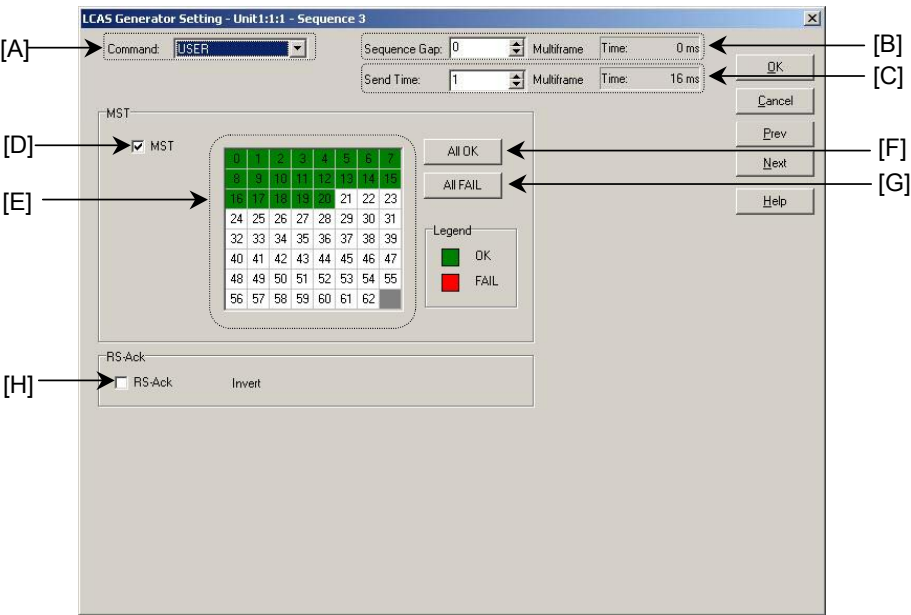 LCAS Generator Setting - Unit1:1:1 - Sequence 3
[A] Command: USER Sequence Gap: 0 Multiframe Time: 0 ms [B]
Send Time: 1 Multiframe Time: 16 ms [C]
OK
Cancel
Prev
Next
Help
MST
[D] MST
[E]
0 1 2 3 4 5 6 7
8 9 10 11 12 13 14 15
16 17 18 19 20 21 22 23
24 25 26 27 28 29 30 31
32 33 34 35 36 37 38 39
40 41 42 43 44 45 46 47
48 49 50 51 52 53 54 55
56 57 58 59 60 61 62
All OK [F]
All FAIL [G]
Legend
OK
FAIL
RS-Ack
[H] RS-Ack Invert